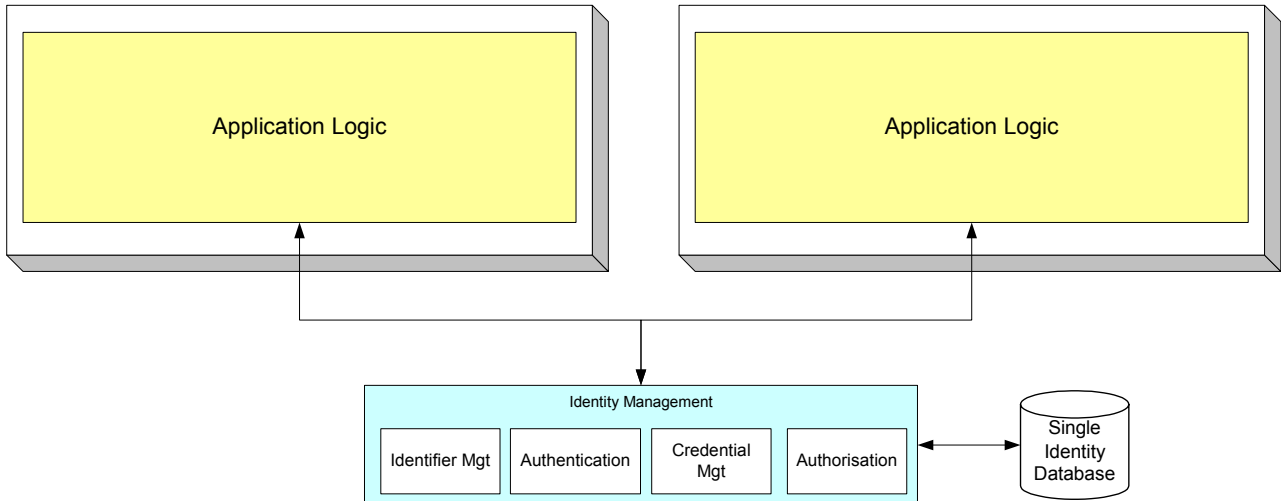 Application Logic
Application Logic
Identity Management
Identifier Mgt
Authentication
Credential
Mgt
Authorisation
Single
Identity
Database